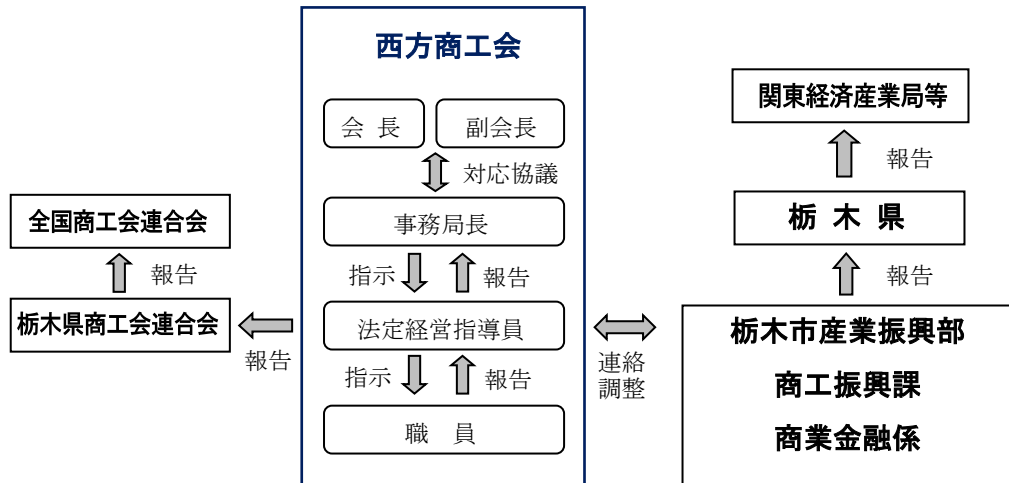 西方商工会
会 長
副会長
対応協議
事務局長
指示
報告
法定経営指導員
指示
報告
職 員
全国商工会連合会
報告
栃木県商工会連合会
報告
連絡
調整
関東経済産業局等
報告
栃 木 県
報告
栃木市産業振興部
商工振興課
商業金融係